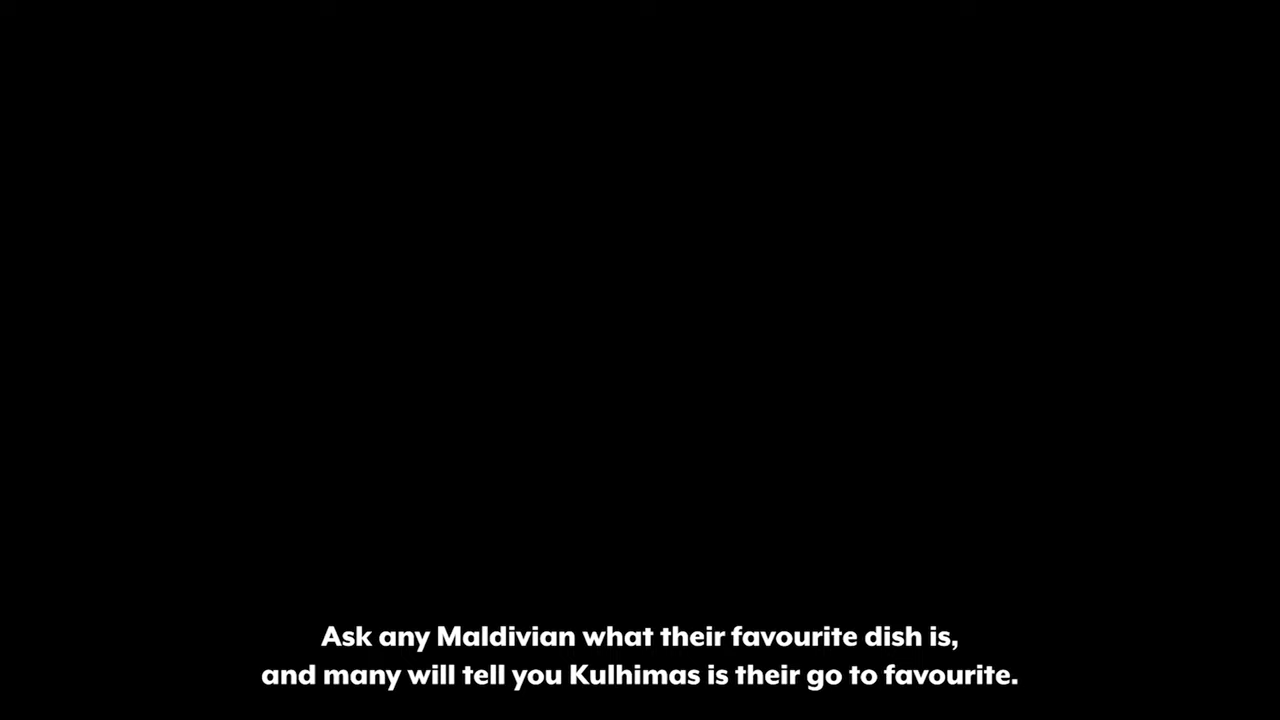 Ask any Maldivian what their favourite dish is,
and many will tell you Kulhimas is their go to favourite.